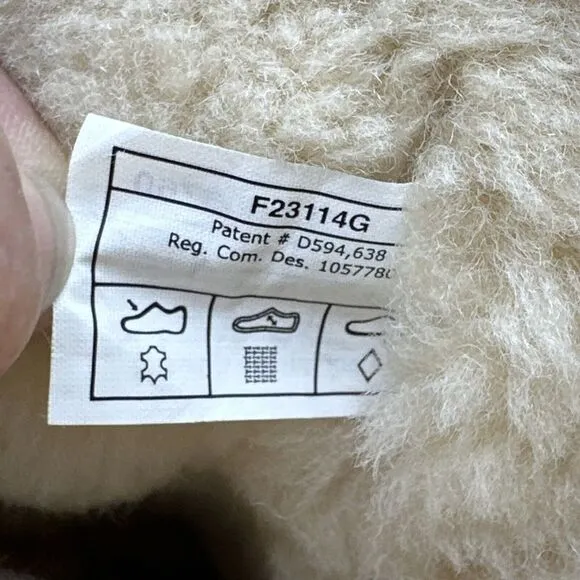 F23114G
Patent # D594,638
Reg. Com. Des. 105778